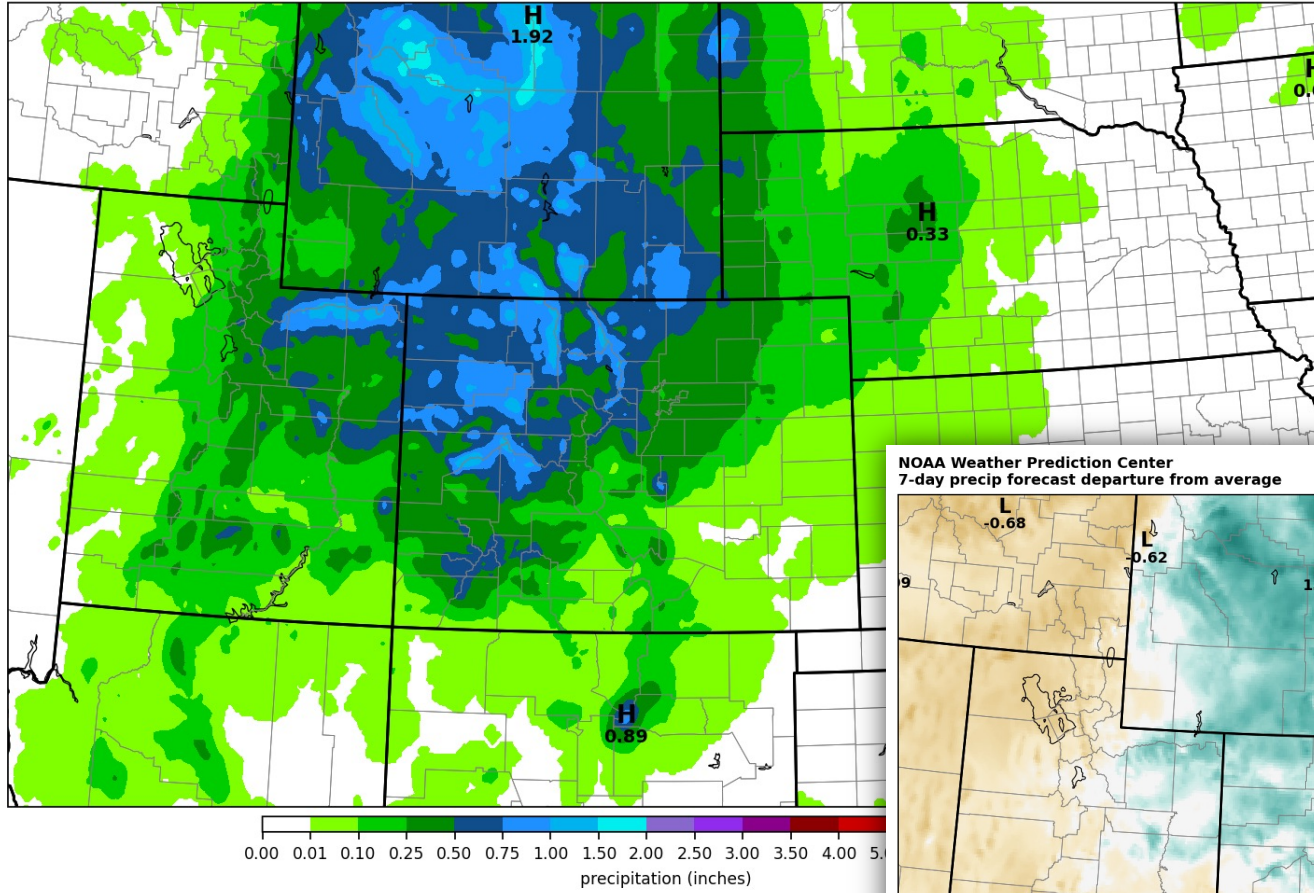 H
1.92
H
0.33
H
0.89
NOAA Weather Prediction Center
7-day precip forecast departure from average
L
-0.68
L
-0.62
0.00 0.01 0.10 0.25 0.50 0.75 1.00 1.50 2.00 2.50 3.00 3.50 4.00
precipitation (inches)